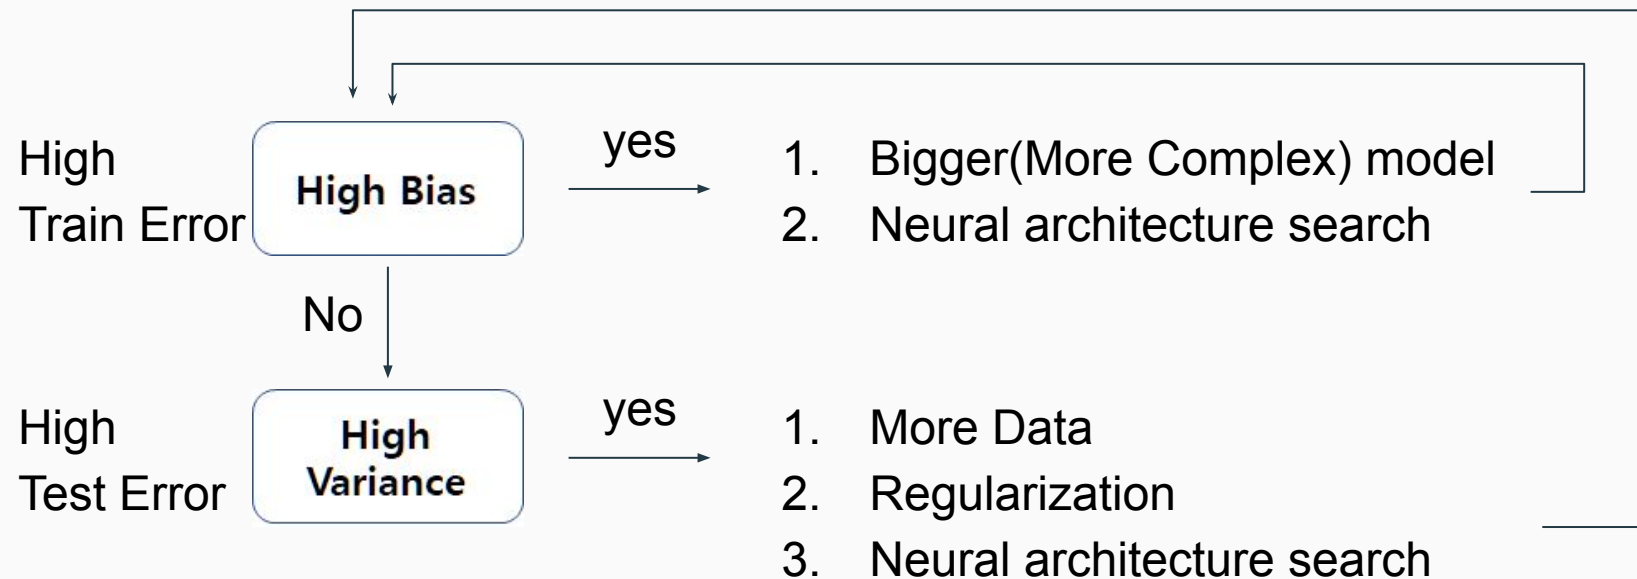 High
Train Error
High Bias
yes
1. Bigger(More Complex) model
2. Neural architecture search
No
High
Test Error
High
Variance
yes
1. More Data
2. Regularization
3. Neural architecture search